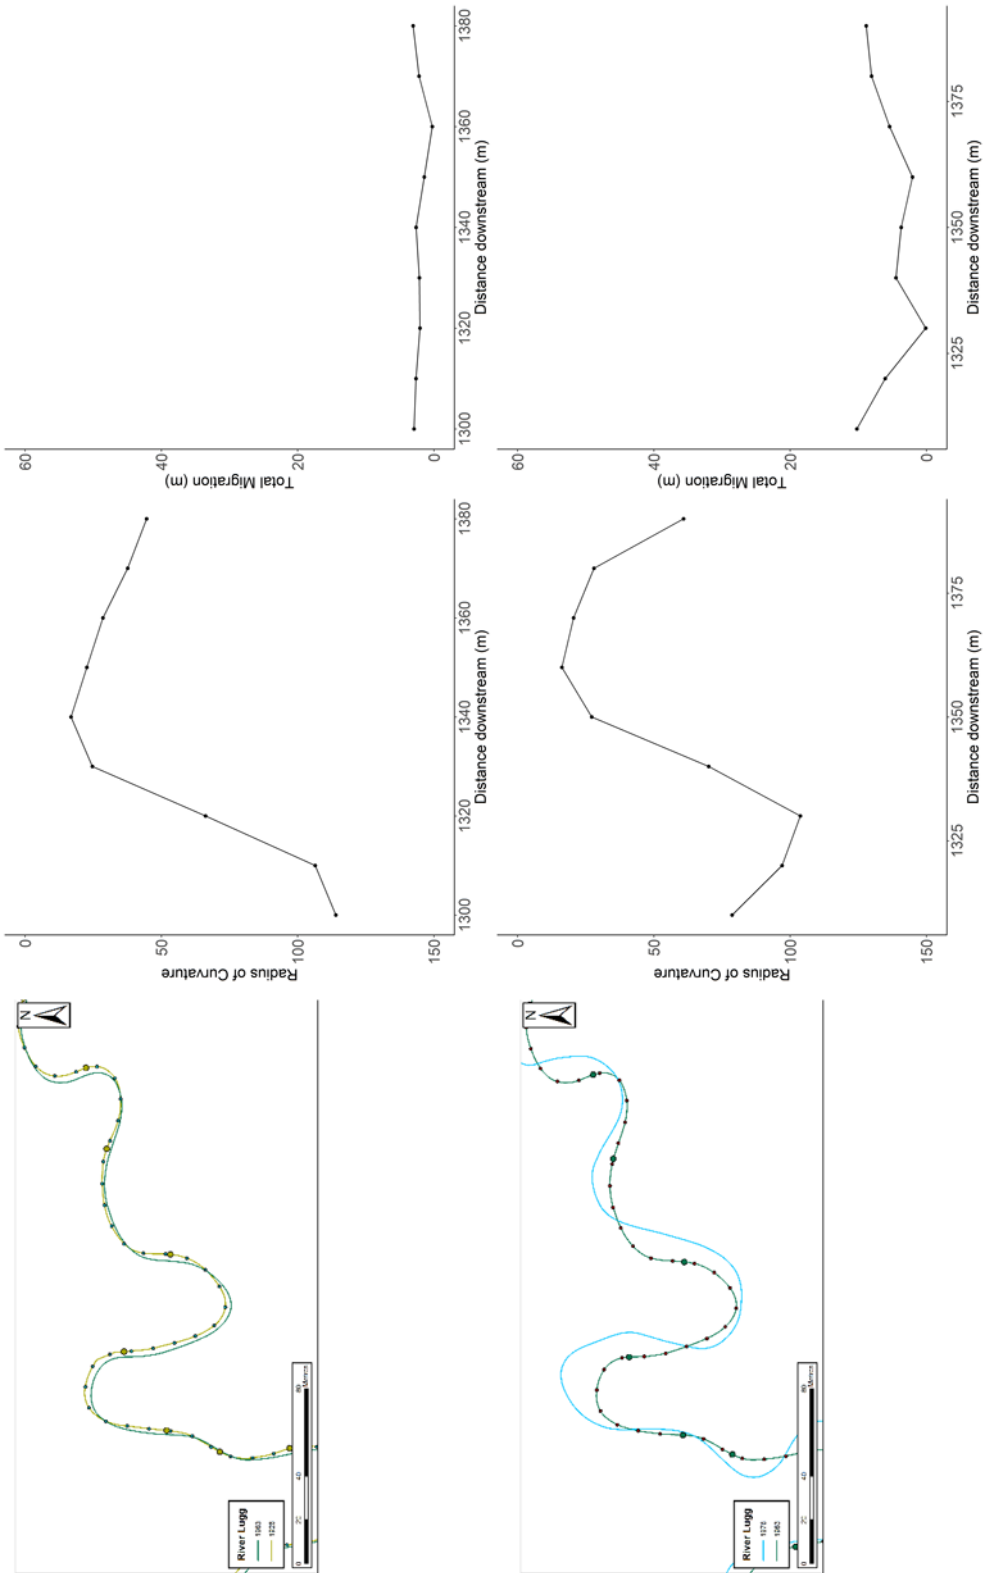 N
River Lugg
1963
1925
0 20 40 80
Meters
Radius of Curvature
0
50
100
150
1300 1320 1340 1360 1380
Distance downstream (m)
Total Migration (m)
60
40
20
0
1300 1320 1340 1360 1380
Distance downstream (m)
N
River Lugg
1976
1963
0 20 40 80
Meters
Radius of Curvature
0
50
100
150
1325 1350 1375
Distance downstream (m)
Total Migration (m)
60
40
20
0
1325 1350 1375
Distance downstream (m)